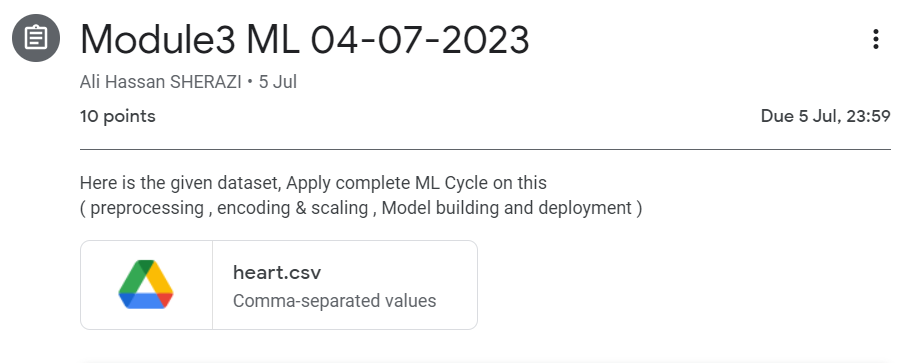 Module3 ML 04-07-2023
Ali Hassan SHERAZI • 5 Jul
10 points
Due 5 Jul, 23:59
Here is the given dataset, Apply complete ML Cycle on this
( preprocessing , encoding & scaling , Model building and deployment )
heart.csv
Comma-separated values